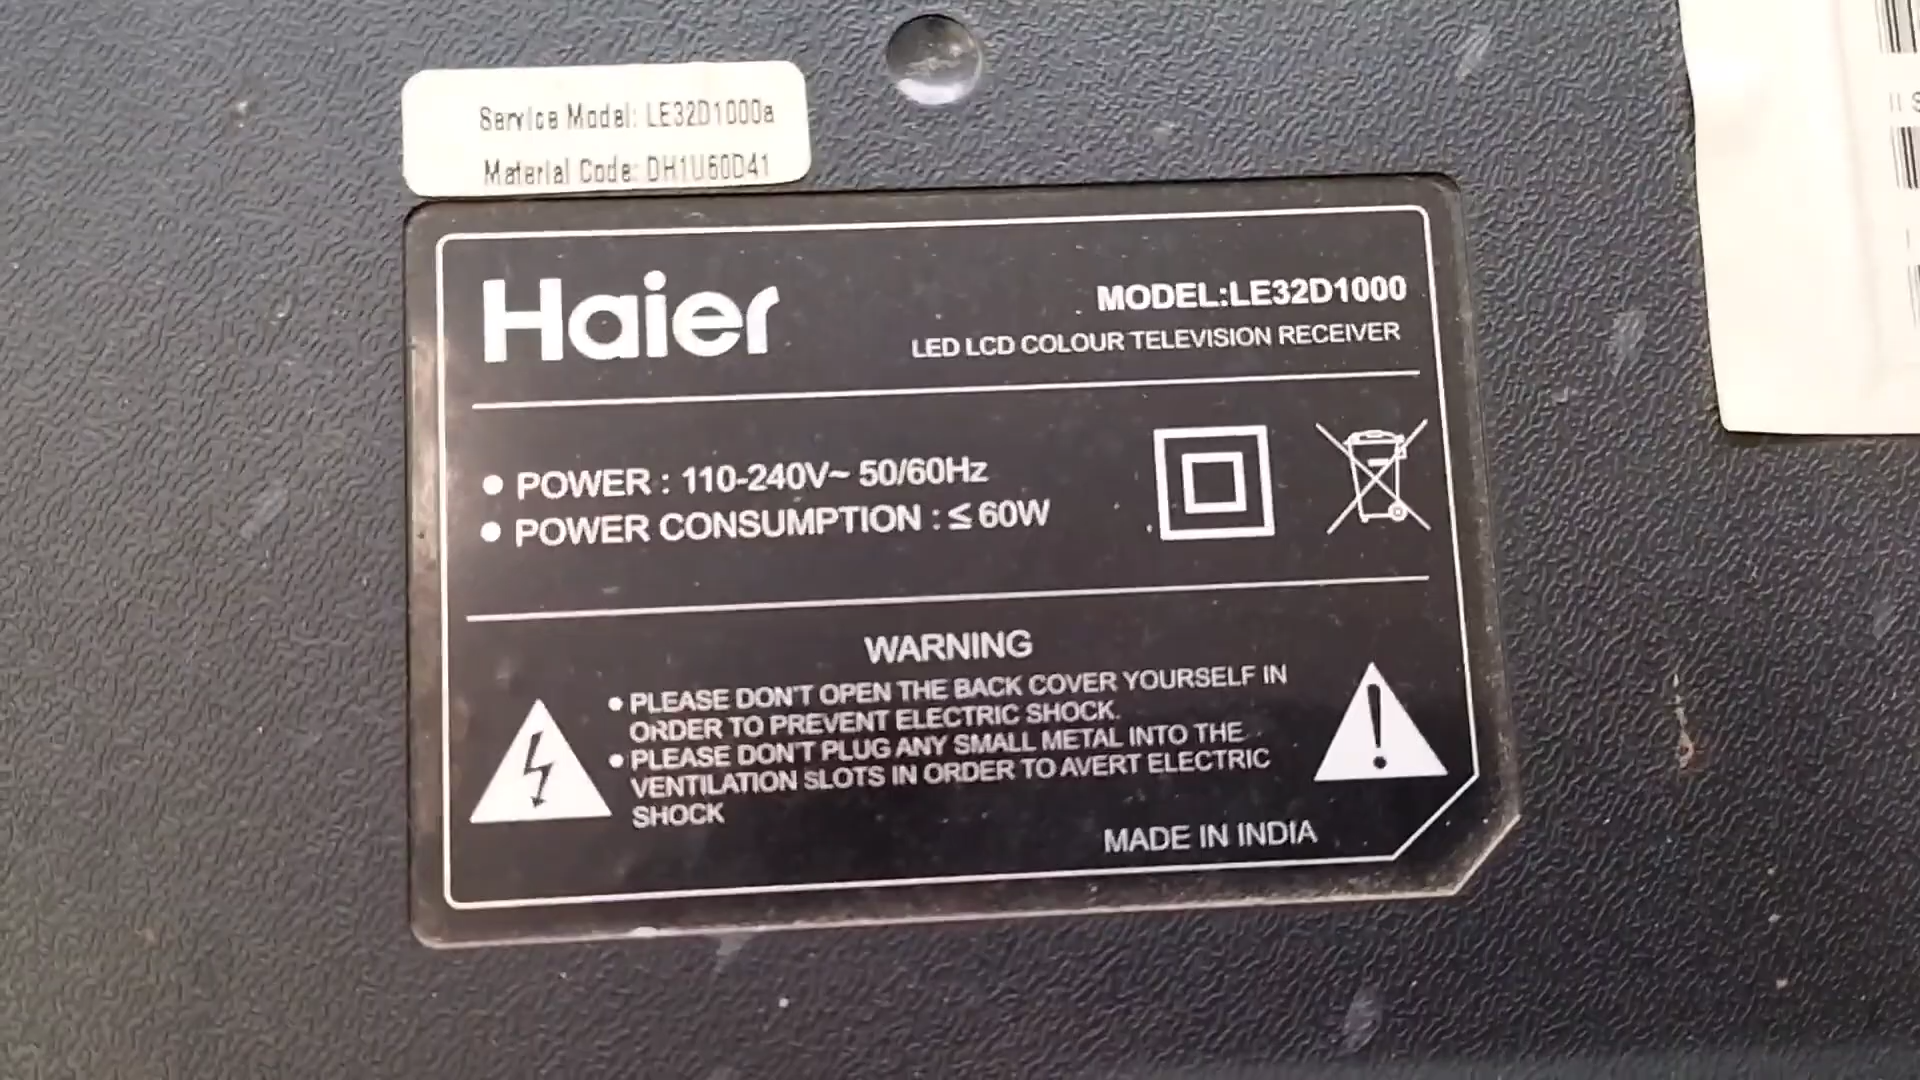 Service Model: LE32D1000a
Material Code: DH1U60D41
Haier
MODEL:LE32D1000
LED LCD COLOUR TELEVISION RECEIVER
● POWER : 110-240V~ 50/60Hz
● POWER CONSUMPTION : ≤ 60W
WARNING
● PLEASE DON'T OPEN THE BACK COVER YOURSELF IN
ORDER TO PREVENT ELECTRIC SHOCK.
● PLEASE DON'T PLUG ANY SMALL METAL INTO THE
VENTILATION SLOTS IN ORDER TO AVERT ELECTRIC
SHOCK
MADE IN INDIA